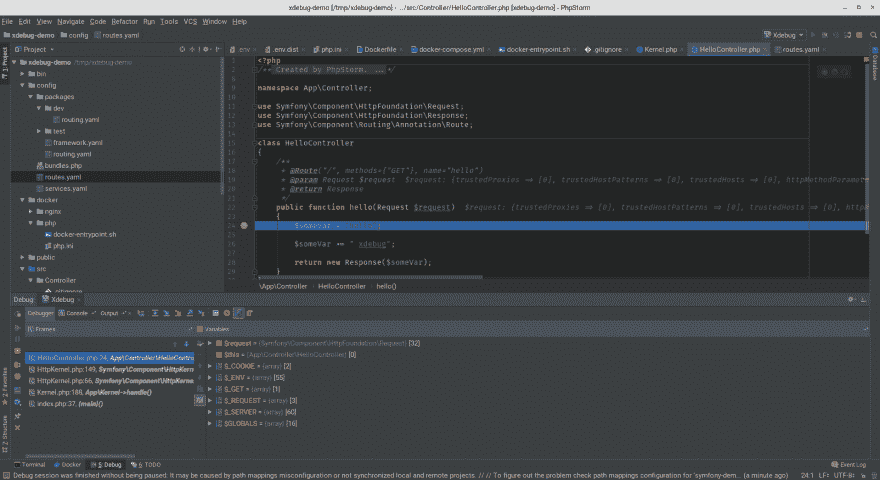 xdebug-demo [/tmp/xdebug-demo] - .../src/Controller/HelloController.php [xdebug-demo] - PhpStorm
File Edit View Navigate Code Refactor Run Tools VCS Window Help
xdebug-demo config routes.yaml Xdebug
1: Project
Project
.env .env.dist php.ini Dockerfile docker-compose.yml docker-entrypoint.sh .gitignore Kernel.php HelloController.php routes.yaml
Database
xdebug-demo /tmp/xdebug-demo
bin
config
packages
dev
routing.yaml
test
framework.yaml
routing.yaml
bundles.php
routes.yaml
services.yaml
docker
nginx
php
docker-entrypoint.sh
php.ini
public
src
Controller
.gitignore
<?php
/** Created by PhpStorm. ...*/
namespace App\Controller;
use Symfony\Component\HttpFoundation\Request;
use Symfony\Component\HttpFoundation\Response;
use Symfony\Component\Routing\Annotation\Route;
class HelloController
{
/**
* @Route("/", methods={"GET"}, name="hello")
* @param Request $request $request: {trustedProxies => [0], trustedHostPatterns => [0], trustedHosts => [0], httpMethodParamet
* @return Response
*/
public function hello(Request $request) $request: {trustedProxies => [0], trustedHostPatterns => [0], trustedHosts => [0],
{
$someVar =
$someVar .= " xdebug";
return new Response($someVar);
}
\App\Controller HelloController hello()
Debug: Xdebug
Debugger Console Output
Frames Variables
HelloController.php:24, App\Controller\HelloContro
HttpKernel.php:149, Symfony\Component\HttpKern
HttpKernel.php:66, Symfony\Component\HttpKerne
Kernel.php:188, App\Kernel->handle()
index.php:37, {main}()
$request = {Symfony\Component\HttpFoundation\Request} [32]
$this = {App\Controller\HelloController} [0]
$_COOKIE = {array} [2]
$_ENV = {array} [55]
$_GET = {array} [1]
$_REQUEST = {array} [3]
$_SERVER = {array} [60]
$GLOBALS = {array} [16]
2: Favorites
7: Structure
Terminal Docker 5: Debug 6: TODO Event Log
Debug session was finished without being paused: It may be caused by path mappings misconfiguration or not synchronized local and remote projects. // // To figure out the problem check path mappings configuration for 'symfony-dem... (a minute ago) 24:1 LF UTF-8